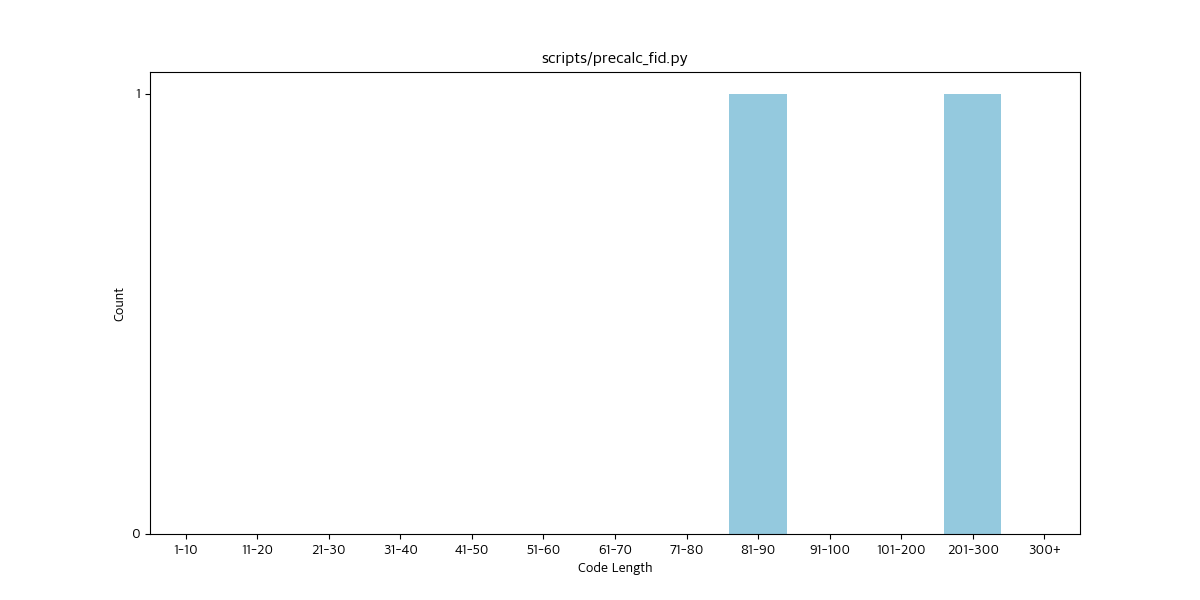 scripts/precalc_fid.py
1
Count
0
1-10 11-20 21-30 31-40 41-50 51-60 61-70 71-80 81-90 91-100 101-200 201-300 300+
Code Length